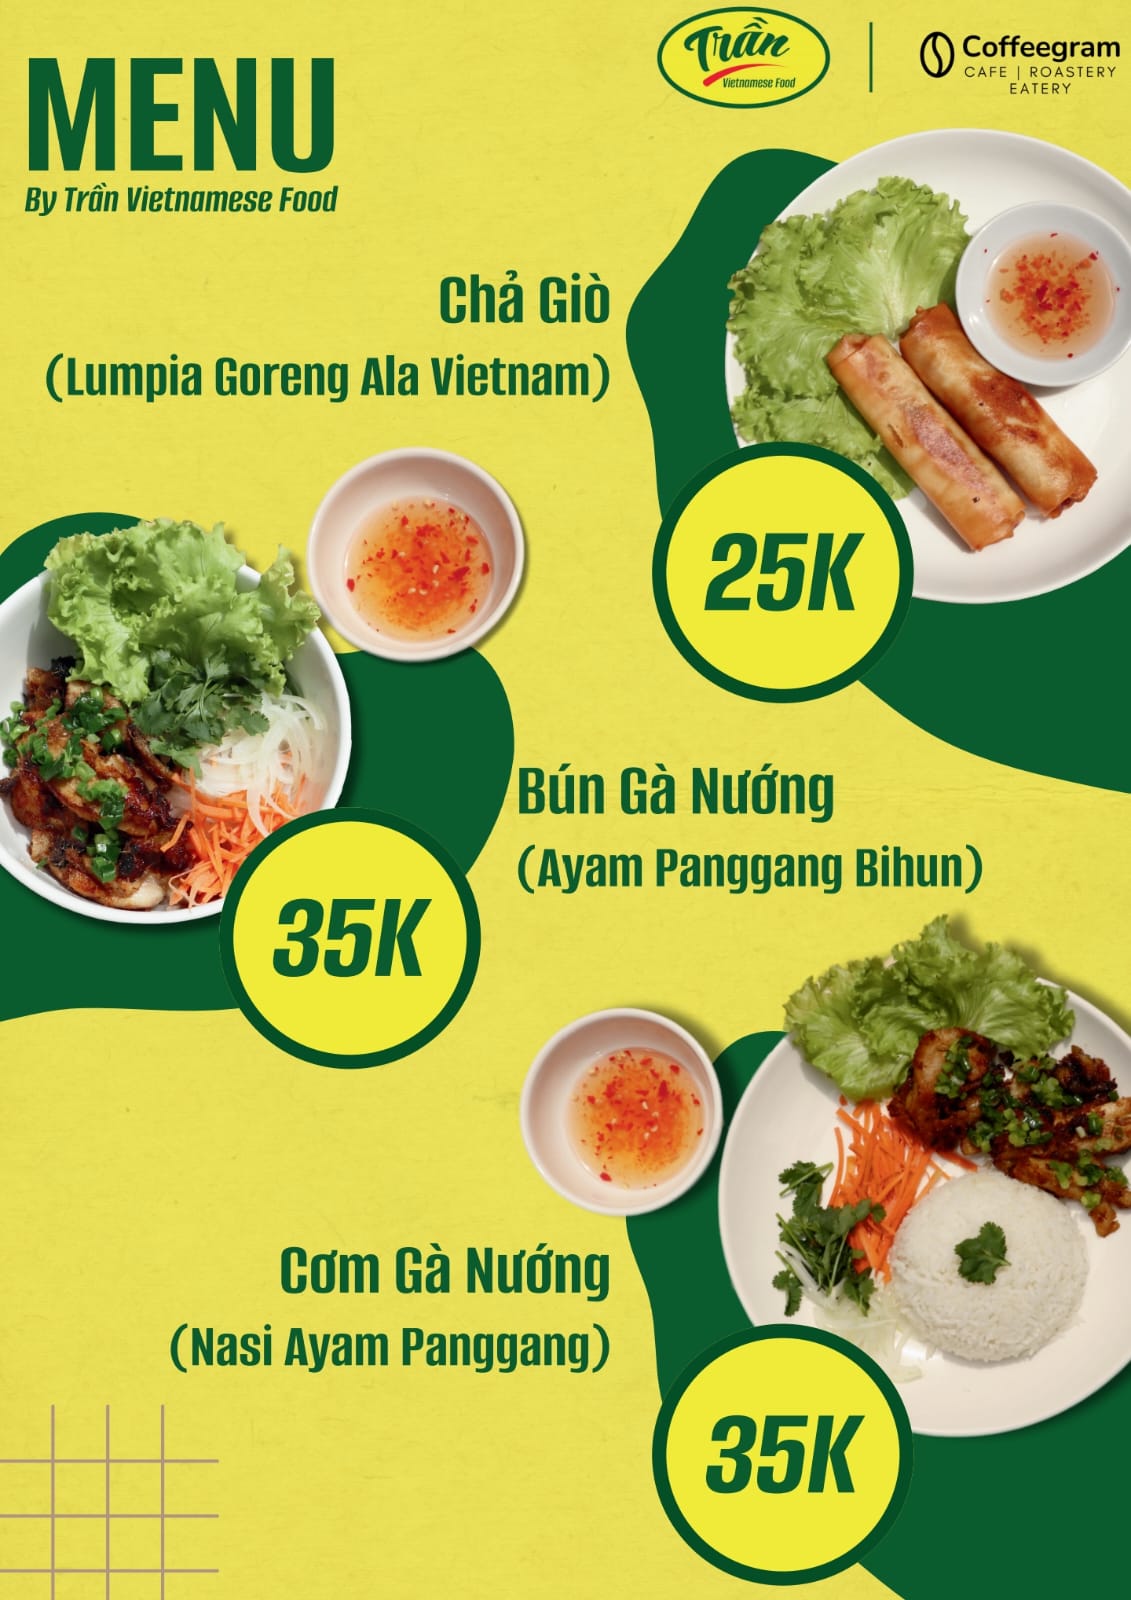 Trần
Vietnamese Food
Coffeegram
CAFE | ROASTERY
EATERY
MENU
By Trần Vietnamese Food
Chả Giò
(Lumpia Goreng Ala Vietnam)
25K
Bún Gà Nướng
(Ayam Panggang Bihun)
35K
Cơm Gà Nướng
(Nasi Ayam Panggang)
35K